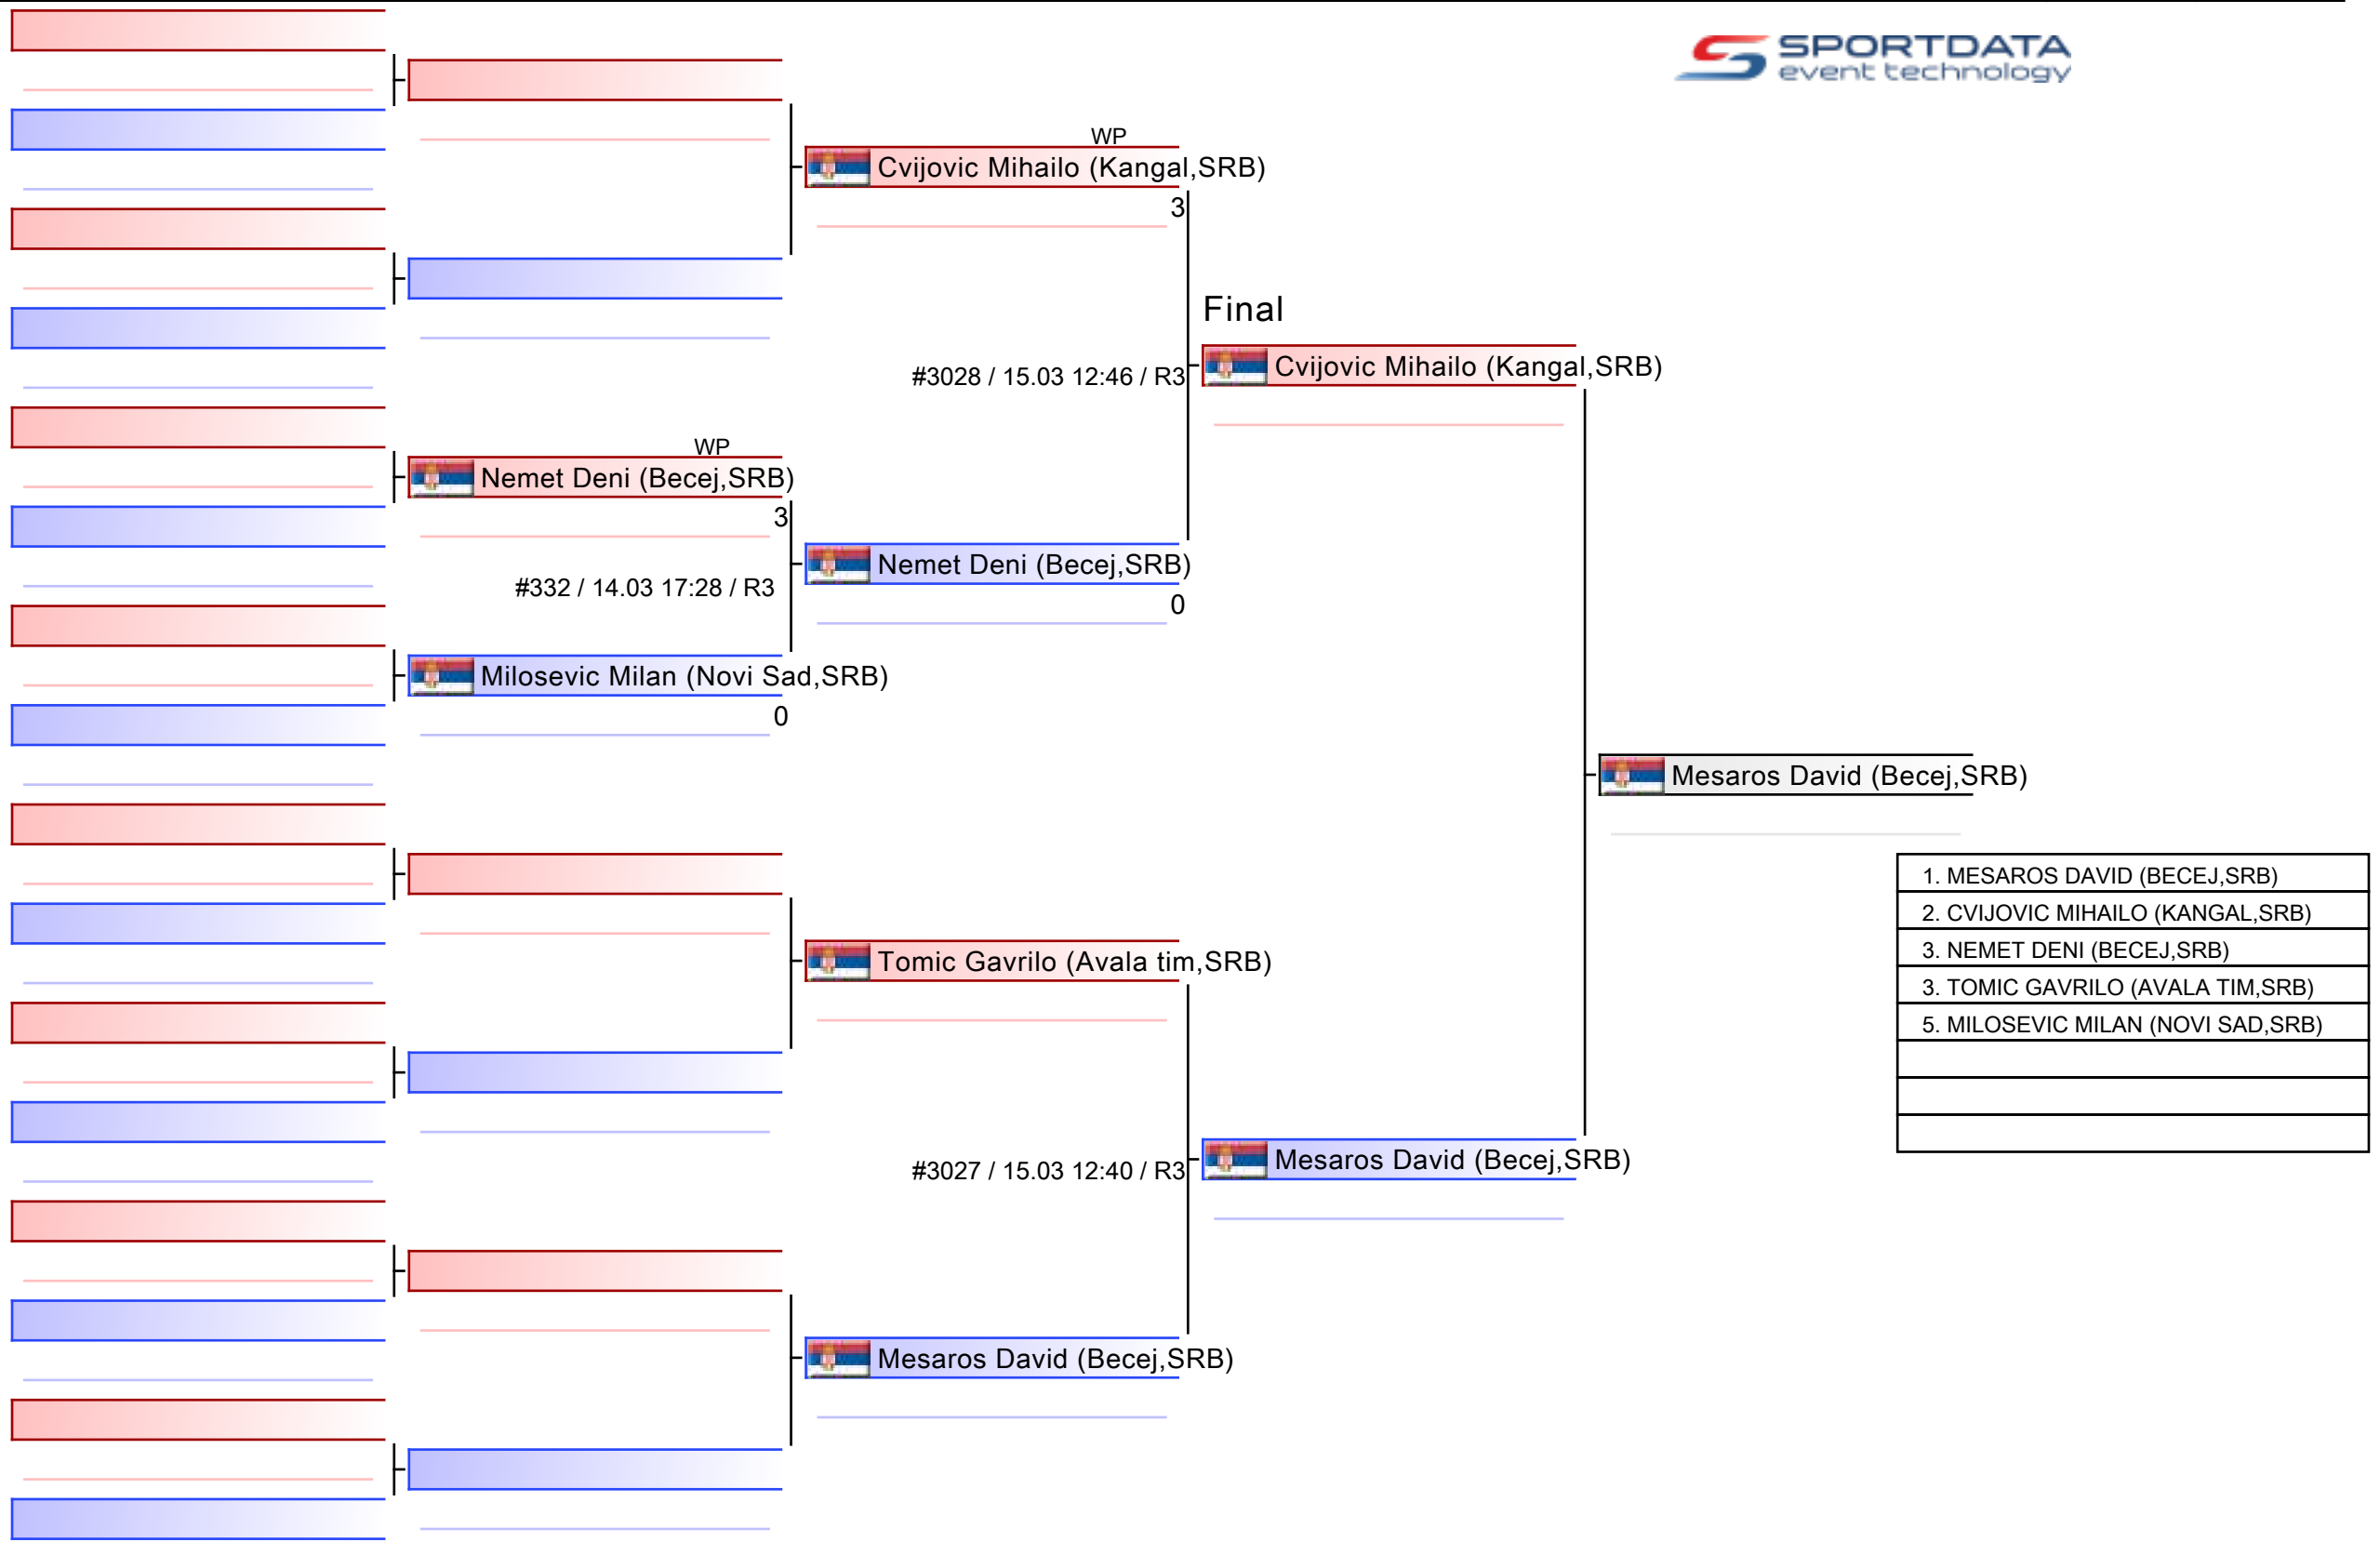 SPORTDATA
event technology
WP
Cvijovic Mihailo (Kangal,SRB)
3
Final
Cvijovic Mihailo (Kangal,SRB)
#3028 / 15.03 12:46 / R3
WP
Nemet Deni (Becej,SRB)
3
Nemet Deni (Becej,SRB)
#332 / 14.03 17:28 / R3
0
Milosevic Milan (Novi Sad,SRB)
0
Mesaros David (Becej,SRB)
1. MESAROS DAVID (BECEJ,SRB)
2. CVIJOVIC MIHAILO (KANGAL,SRB)
3. NEMET DENI (BECEJ,SRB)
3. TOMIC GAVRILO (AVALA TIM,SRB)
5. MILOSEVIC MILAN (NOVI SAD,SRB)
Tomic Gavrilo (Avala tim,SRB)
#3027 / 15.03 12:40 / R3
Mesaros David (Becej,SRB)
Mesaros David (Becej,SRB)